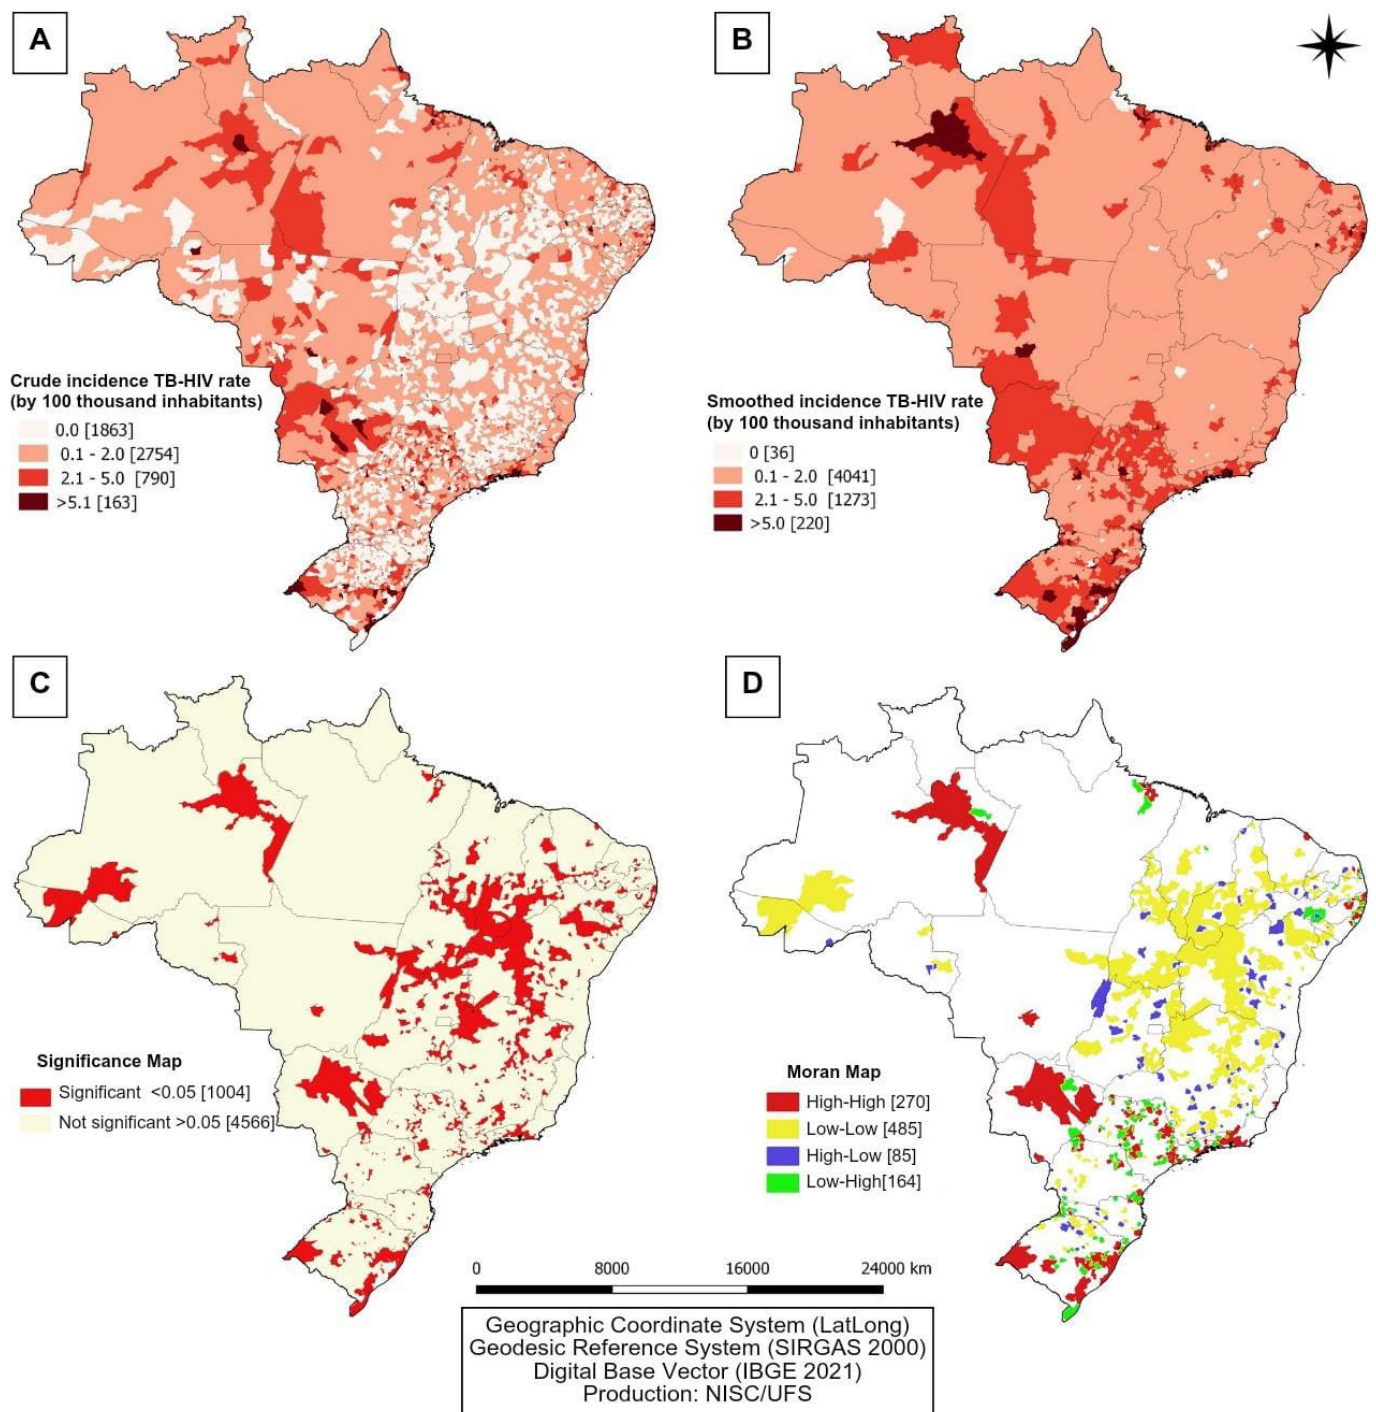 A
B
Crude incidence TB-HIV rate
(by 100 thousand inhabitants)
0.0 [1863]
0.1 - 2.0 [2754]
2.1 - 5.0 [790]
>5.1 [163]
Smoothed incidence TB-HIV rate
(by 100 thousand inhabitants)
0 [36]
0.1 - 2.0 [4041]
2.1 - 5.0 [1273]
>5.0 [220]
C
D
Significance Map
Significant <0.05 [1004]
Not significant >0.05 [4566]
Moran Map
High-High [270]
Low-Low [485]
High-Low [85]
Low-High[164]
0 8000 16000 24000 km
Geographic Coordinate System (LatLong)
Geodesic Reference System (SIRGAS 2000)
Digital Base Vector (IBGE 2021)
Production: NISC/UFS